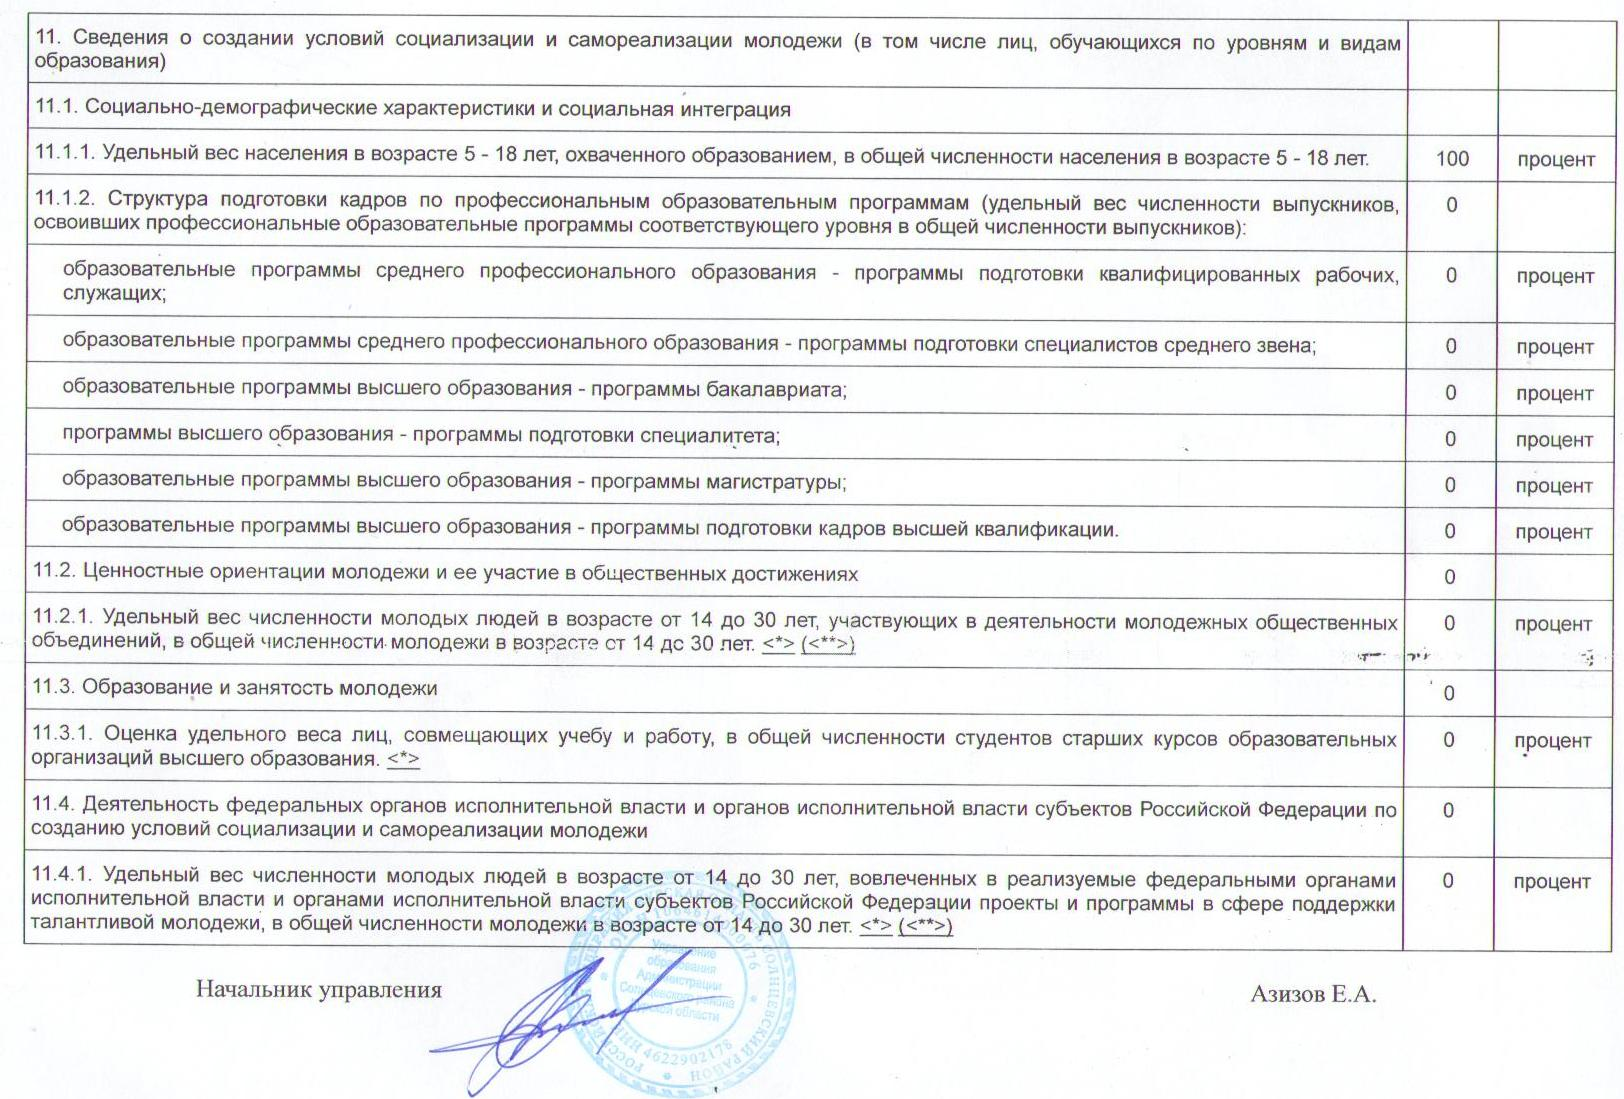 11. Сведения о создании условий социализации и самореализации молодежи (в том числе лиц, обучающихся по уровням и видам
образования)
11.1. Социально-демографические характеристики и социальная интеграция
11.1.1. Удельный вес населения в возрасте 5 - 18 лет, охваченного образованием, в общей численности населения в возрасте 5 - 18 лет. 100 процент
11.1.2. Структура подготовки кадров по профессиональным образовательным программам (удельный вес численности выпускников, 0
освоивших профессиональные образовательные программы соответствующего уровня в общей численности выпускников):
образовательные программы среднего профессионального образования - программы подготовки квалифицированных рабочих, 0 процент
служащих;
образовательные программы среднего профессионального образования - программы подготовки специалистов среднего звена; 0 процент
образовательные программы высшего образования - программы бакалавриата; 0 процент
программы высшего образования - программы подготовки специалитета; 0 процент
образовательные программы высшего образования - программы магистратуры; 0 процент
образовательные программы высшего образования - программы подготовки кадров высшей квалификации. 0 процент
11.2. Ценностные ориентации молодежи и ее участие в общественных достижениях 0
11.2.1. Удельный вес численности молодых людей в возрасте от 14 до 30 лет, участвующих в деятельности молодежных общественных 0 процент
объединений, в общей численности молодежи в возрасте от 14 до 30 лет. <*> (<**>)
11.3. Образование и занятость молодежи 0
11.3.1. Оценка удельного веса лиц, совмещающих учебу и работу, в общей численности студентов старших курсов образовательных 0 процент
организаций высшего образования. <*>
11.4. Деятельность федеральных органов исполнительной власти и органов исполнительной власти субъектов Российской Федерации по 0
созданию условий социализации и самореализации молодежи
11.4.1. Удельный вес численности молодых людей в возрасте от 14 до 30 лет, вовлеченных в реализуемые федеральными органами 0 процент
исполнительной власти и органами исполнительной власти субъектов Российской Федерации проекты и программы в сфере поддержки
талантливой молодежи, в общей численности молодежи в возрасте от 14 до 30 лет. <*> (<**>)
Управление
образования
Администрации
Солнцевского района
Курской области
ИНН 4622902178
Начальник управления Азизов Е.А.